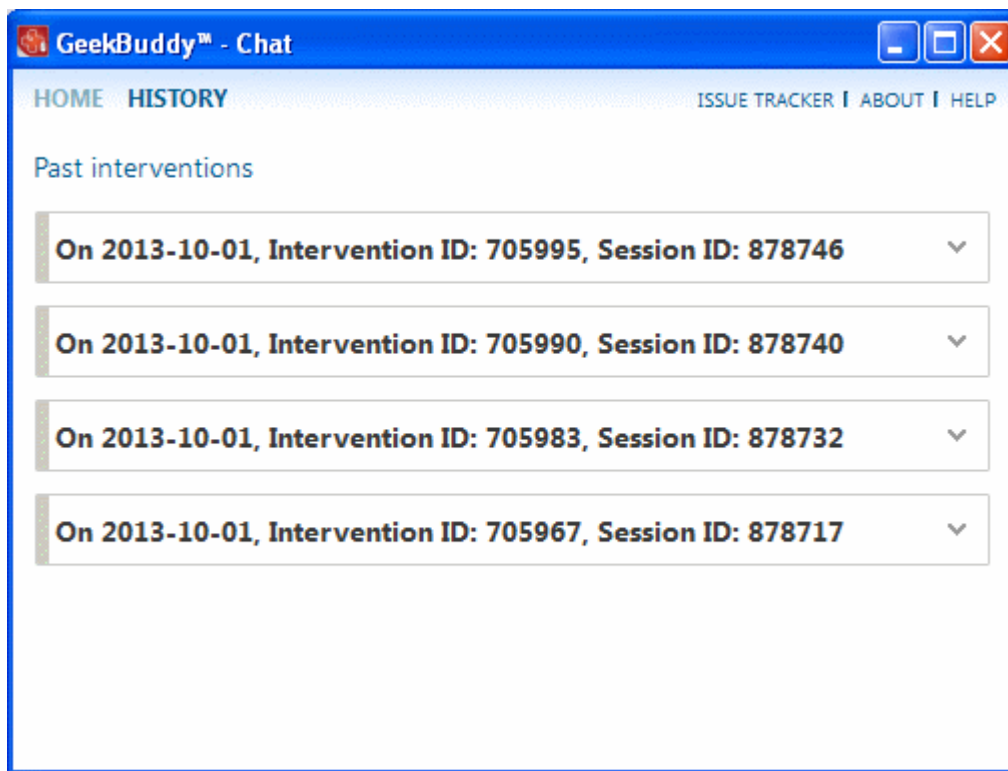 GeekBuddy™ - Chat
HOME HISTORY ISSUE TRACKER | ABOUT | HELP
Past interventions
On 2013-10-01, Intervention ID: 705995, Session ID: 878746
On 2013-10-01, Intervention ID: 705990, Session ID: 878740
On 2013-10-01, Intervention ID: 705983, Session ID: 878732
On 2013-10-01, Intervention ID: 705967, Session ID: 878717